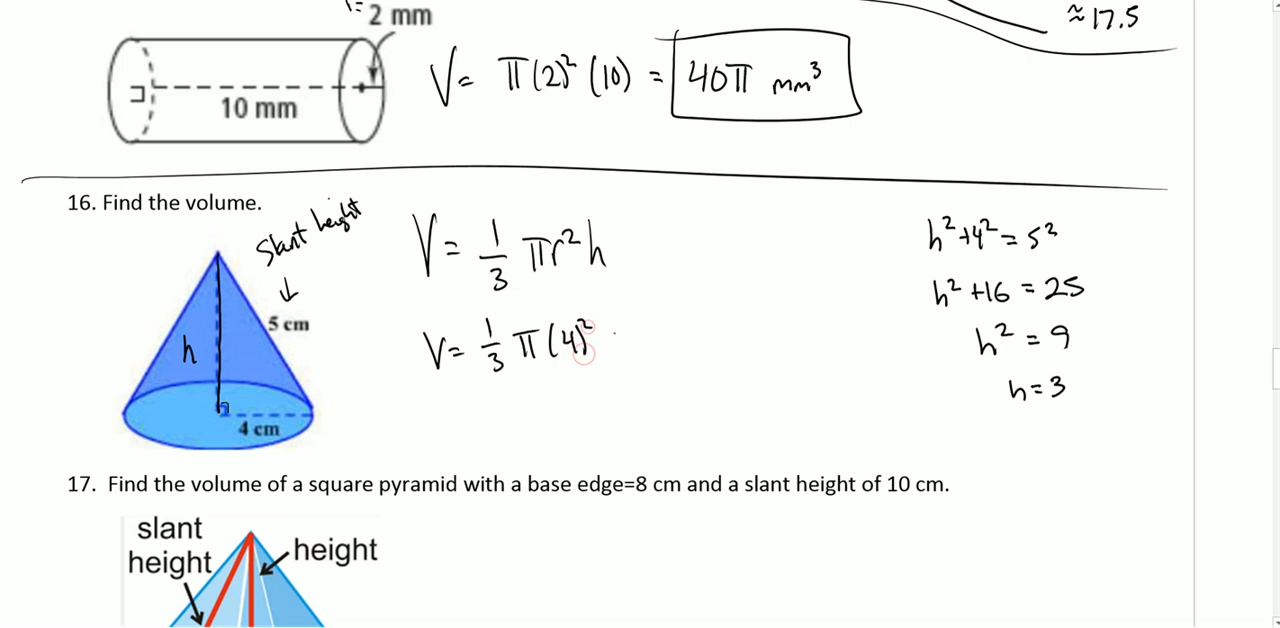 r= 2 mm
≈ 17.5
10 mm
V= π(2)² (10) = 40π mm³
16. Find the volume.
Slant height
↓
5 cm
h
4 cm
V= 1/3 πr²h
V= 1/3 π(4)²
h²+4²=5²
h²+16=25
h²=9
h=3
17. Find the volume of a square pyramid with a base edge=8 cm and a slant height of 10 cm.
slant
height
height